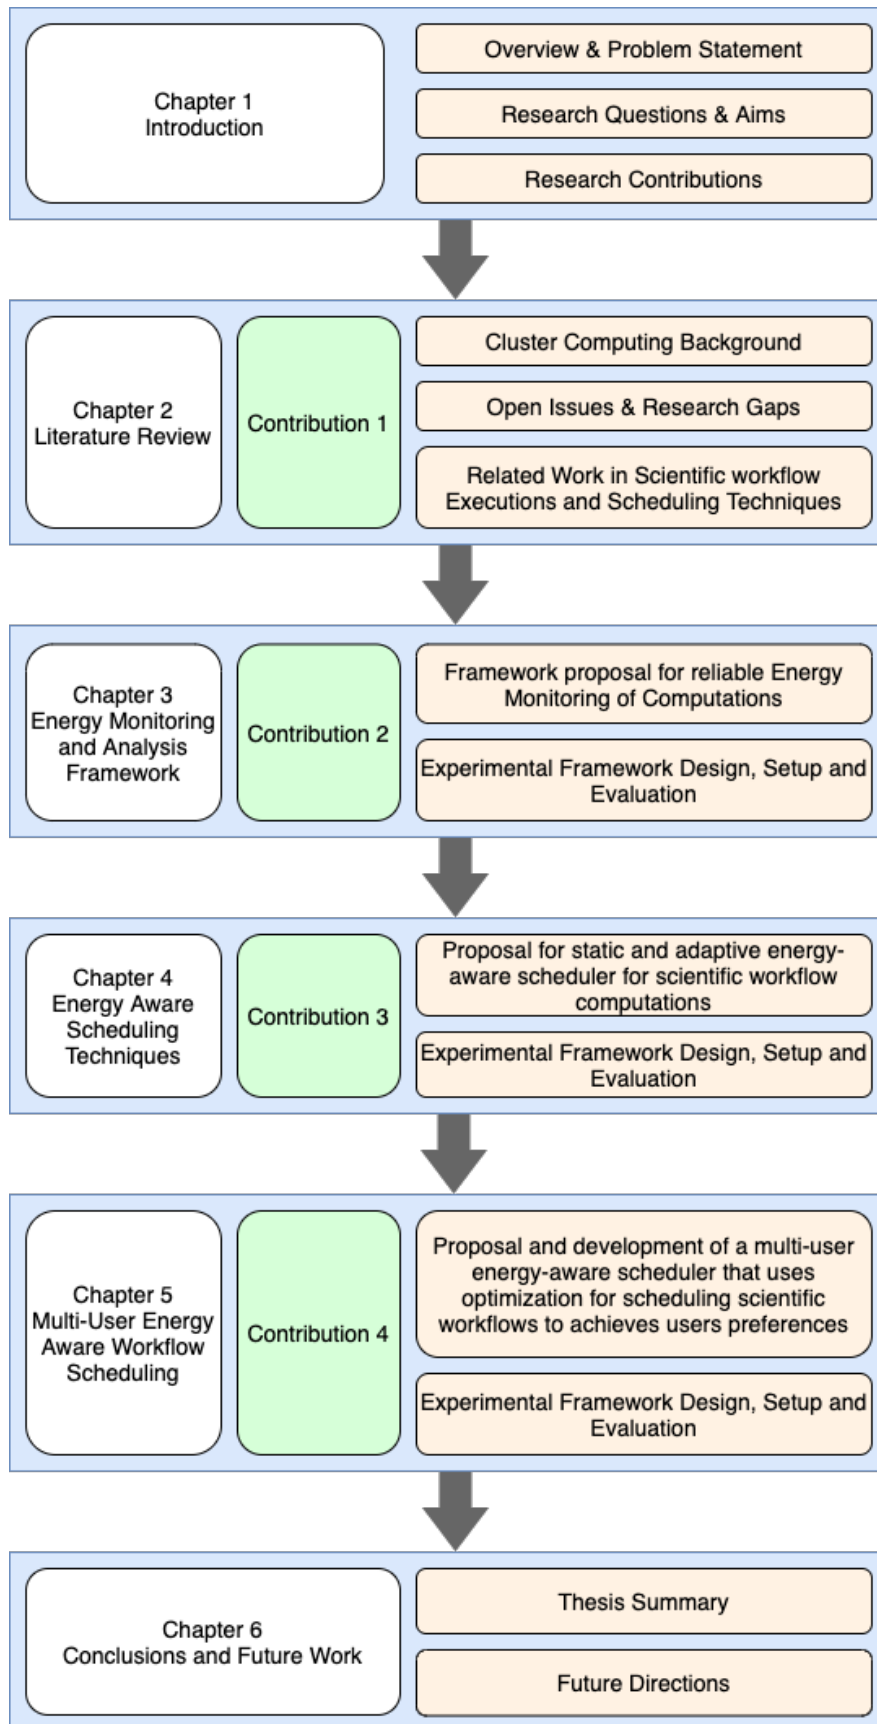 Chapter 1
Introduction
Overview & Problem Statement
Research Questions & Aims
Research Contributions
Chapter 2
Literature Review
Contribution 1
Cluster Computing Background
Open Issues & Research Gaps
Related Work in Scientific workflow
Executions and Scheduling Techniques
Chapter 3
Energy Monitoring
and Analysis
Framework
Contribution 2
Framework proposal for reliable Energy
Monitoring of Computations
Experimental Framework Design, Setup and
Evaluation
Chapter 4
Energy Aware
Scheduling
Techniques
Contribution 3
Proposal for static and adaptive energy-
aware scheduler for scientific workflow
computations
Experimental Framework Design, Setup and
Evaluation
Chapter 5
Multi-User Energy
Aware Workflow
Scheduling
Contribution 4
Proposal and development of a multi-user
energy-aware scheduler that uses
optimization for scheduling scientific
workflows to achieves users preferences
Experimental Framework Design, Setup and
Evaluation
Chapter 6
Conclusions and Future Work
Thesis Summary
Future Directions